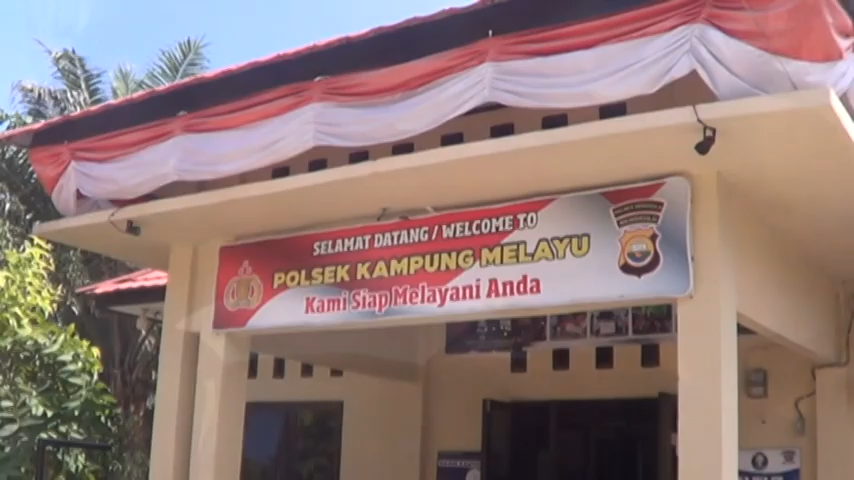 SELAMAT DATANG / WELCOME TO
POLSEK KAMPUNG MELAYU
Kami Siap Melayani Anda